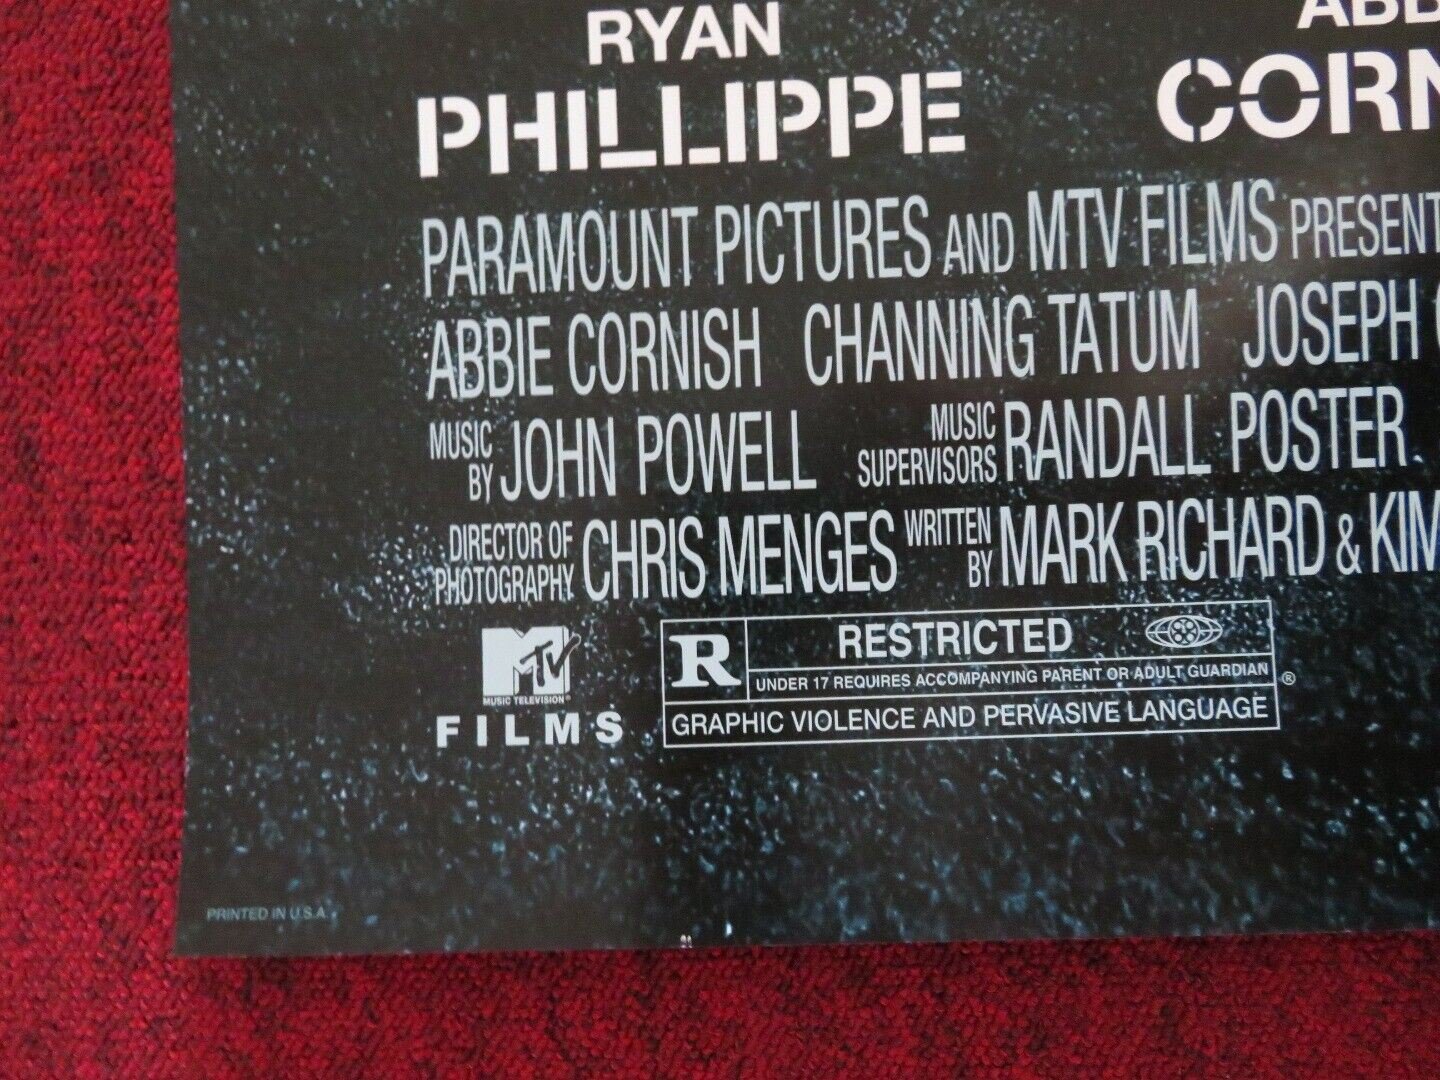 RYAN
PHILLIPPE
PARAMOUNT PICTURES AND MTV FILMS PRESENT
ABBIE CORNISH CHANNING TATUM JOSEPH
MUSIC BY JOHN POWELL MUSIC SUPERVISORS RANDALL POSTER
DIRECTOR OF PHOTOGRAPHY CHRIS MENGES WRITTEN BY MARK RICHARD & KIM
MTV
MUSIC TELEVISION®
FILMS
R RESTRICTED
UNDER 17 REQUIRES ACCOMPANYING PARENT OR ADULT GUARDIAN ®
GRAPHIC VIOLENCE AND PERVASIVE LANGUAGE
PRINTED IN U.S.A.